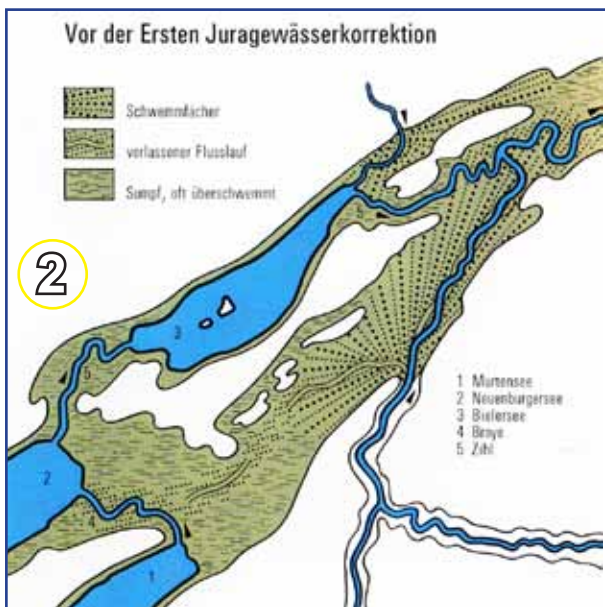 Vor der Ersten Juragewässerkorrektion
Schwemmfächer
verlassener Flusslauf
Sumpf, oft überschwemmt
2
3
5
2
4
1
1 Murtensee
2 Neuenburgersee
3 Bielersee
4 Broye
5 Zihl